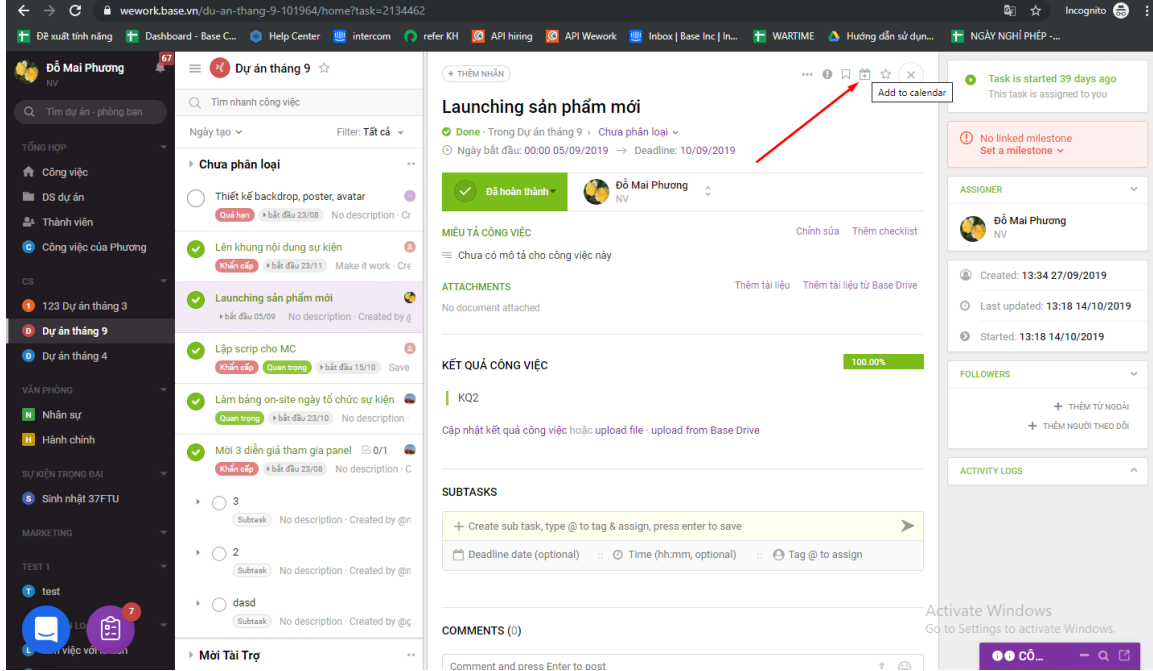 wework.base.vn/du-an-thang-9-101964/home?task=2134462
Incognito
Đề xuất tính năng
Dashboard - Base C...
Help Center
intercom
refer KH
API hiring
API Wework
Inbox | Base Inc | In...
WARTIME
Hướng dẫn sử dụn...
NGÀY NGHỈ PHÉP -...
Đỗ Mai Phương
NV
67
Tìm dự án - phòng ban
TỔNG HỢP
Công việc
DS dự án
Thành viên
C Công việc của Phương
CS
1 123 Dự án tháng 3
D Dự án tháng 9
D Dự án tháng 4
VĂN PHÒNG
N Nhân sự
H Hành chính
SỰ KIỆN TRỌNG ĐẠI
S Sinh nhật 37FTU
MARKETING
TEST 1
T test
7
việc với
Dự án tháng 9
Tìm nhanh công việc
Ngày tạo
Filter: Tất cả
Chưa phân loại
Thiết kế backdrop, poster, avatar
Quá hạn bắt đầu 23/08 No description · Cr
Lên khung nội dung sự kiện
Khẩn cấp bắt đầu 23/11 Make it work · Cre
Launching sản phẩm mới
bắt đầu 05/09 No description · Created by @
Lập scrip cho MC
Khẩn cấp Quan trọng bắt đầu 15/10 Save
Làm bảng on-site ngày tổ chức sự kiện
Quan trọng bắt đầu 23/10 No description ·
Mời 3 diễn giả tham gia panel 0/1
Khẩn cấp bắt đầu 23/08 No description · C
3
Subtask No description · Created by @n
2
Subtask No description · Created by @n
dasd
Subtask No description · Created by @g
Mời Tài Trợ
+ THÊM NHÃN
Add to calendar
Launching sản phẩm mới
Done · Trong Dự án tháng 9 › Chưa phân loại
Ngày bắt đầu: 00:00 05/09/2019 → Deadline: 10/09/2019
Đã hoàn thành
Đỗ Mai Phương
NV
MIÊU TẢ CÔNG VIỆC
Chỉnh sửa Thêm checklist
Chưa có mô tả cho công việc này
ATTACHMENTS
Thêm tài liệu Thêm tài liệu từ Base Drive
No document attached
KẾT QUẢ CÔNG VIỆC
100.00%
KQ2
Cập nhật kết quả công việc hoặc upload file · upload from Base Drive
SUBTASKS
+ Create sub task, type @ to tag & assign, press enter to save
Deadline date (optional) :: Time (hh:mm, optional) :: Tag @ to assign
COMMENTS (0)
Comment and press Enter to post
Task is started 39 days ago
This task is assigned to you
No linked milestone
Set a milestone
ASSIGNER
Đỗ Mai Phương
NV
Created: 13:34 27/09/2019
Last updated: 13:18 14/10/2019
Started: 13:18 14/10/2019
FOLLOWERS
+ THÊM TỪ NGOÀI
+ THÊM NGƯỜI THEO DÕI
ACTIVITY LOGS
Activate Windows
Go to Settings to activate Windows.
CÔ...